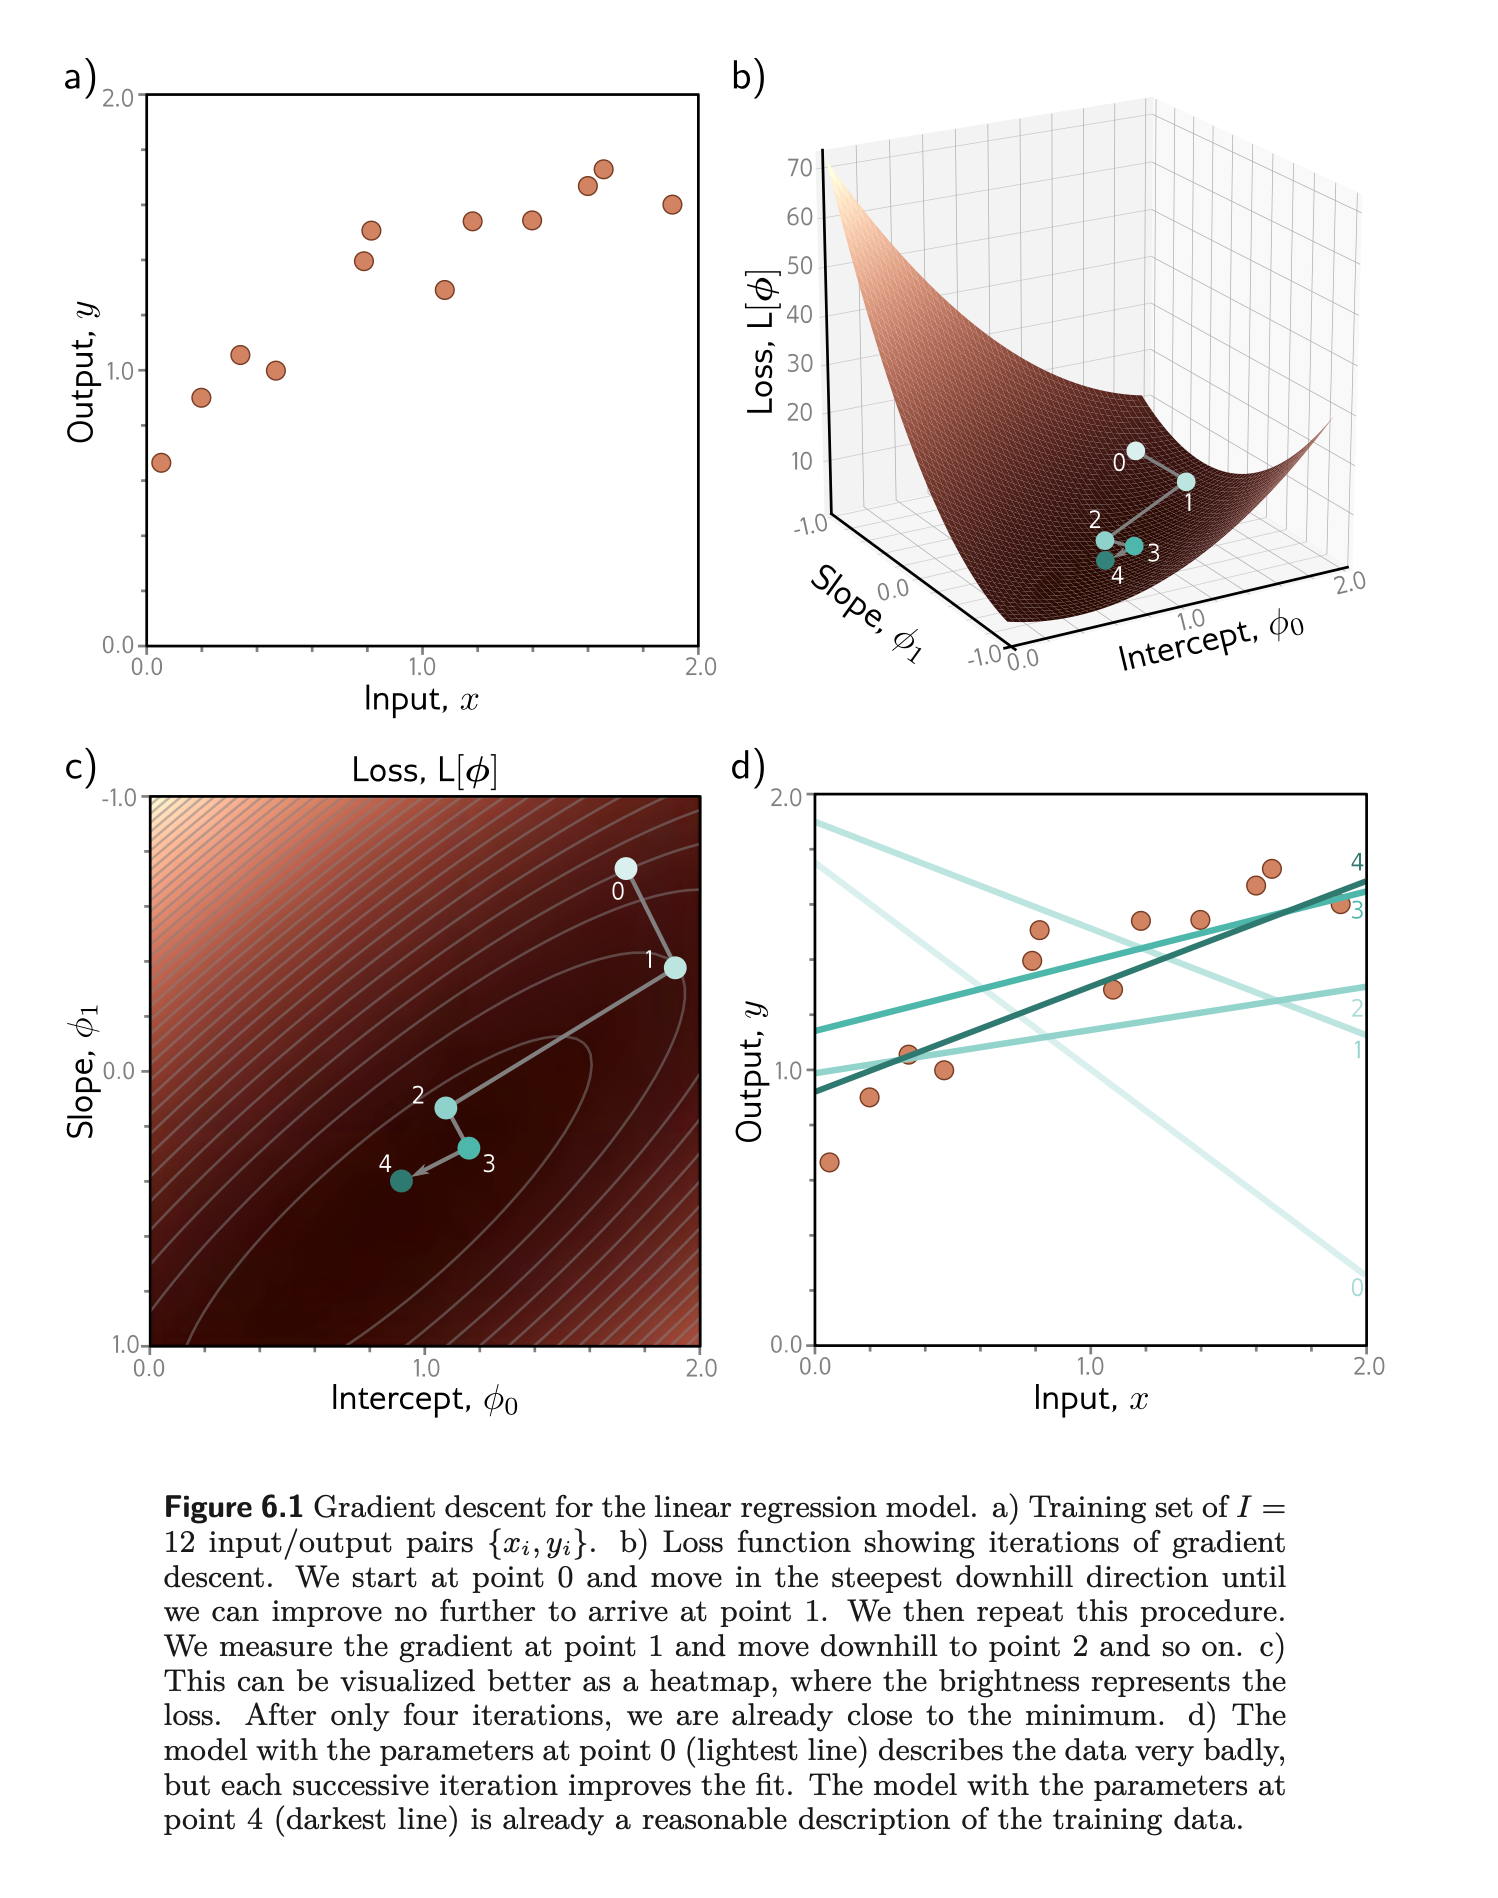 a)
2.0
1.0
0.0
0.0
1.0
2.0
Output, y
Input, x
b)
70
60
50
40
30
20
10
Loss, L[ϕ]
-1.0
0.0
-1.0
Slope, ϕ₁
0.0
1.0
2.0
Intercept, ϕ₀
0
1
2
3
4
c)
Loss, L[ϕ]
-1.0
0.0
1.0
Slope, ϕ₁
0
1
2
3
4
0.0
1.0
2.0
Intercept, ϕ₀
d)
2.0
1.0
0.0
Output, y
4
3
2
1
0
0.0
1.0
2.0
Input, x
Figure 6.1 Gradient descent for the linear regression model. a) Training set of I =
12 input/output pairs {xᵢ, yᵢ}. b) Loss function showing iterations of gradient
descent. We start at point 0 and move in the steepest downhill direction until
we can improve no further to arrive at point 1. We then repeat this procedure.
We measure the gradient at point 1 and move downhill to point 2 and so on. c)
This can be visualized better as a heatmap, where the brightness represents the
loss. After only four iterations, we are already close to the minimum. d) The
model with the parameters at point 0 (lightest line) describes the data very badly,
but each successive iteration improves the fit. The model with the parameters at
point 4 (darkest line) is already a reasonable description of the training data.